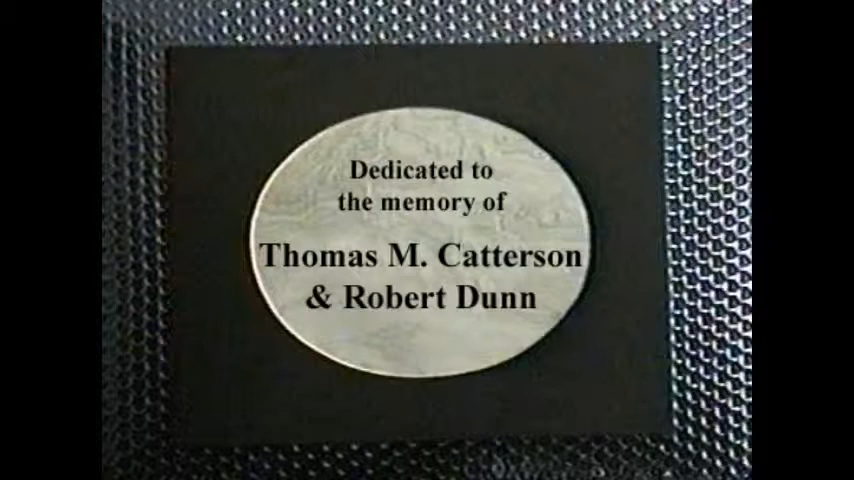 Dedicated to
the memory of
Thomas M. Catterson
& Robert Dunn